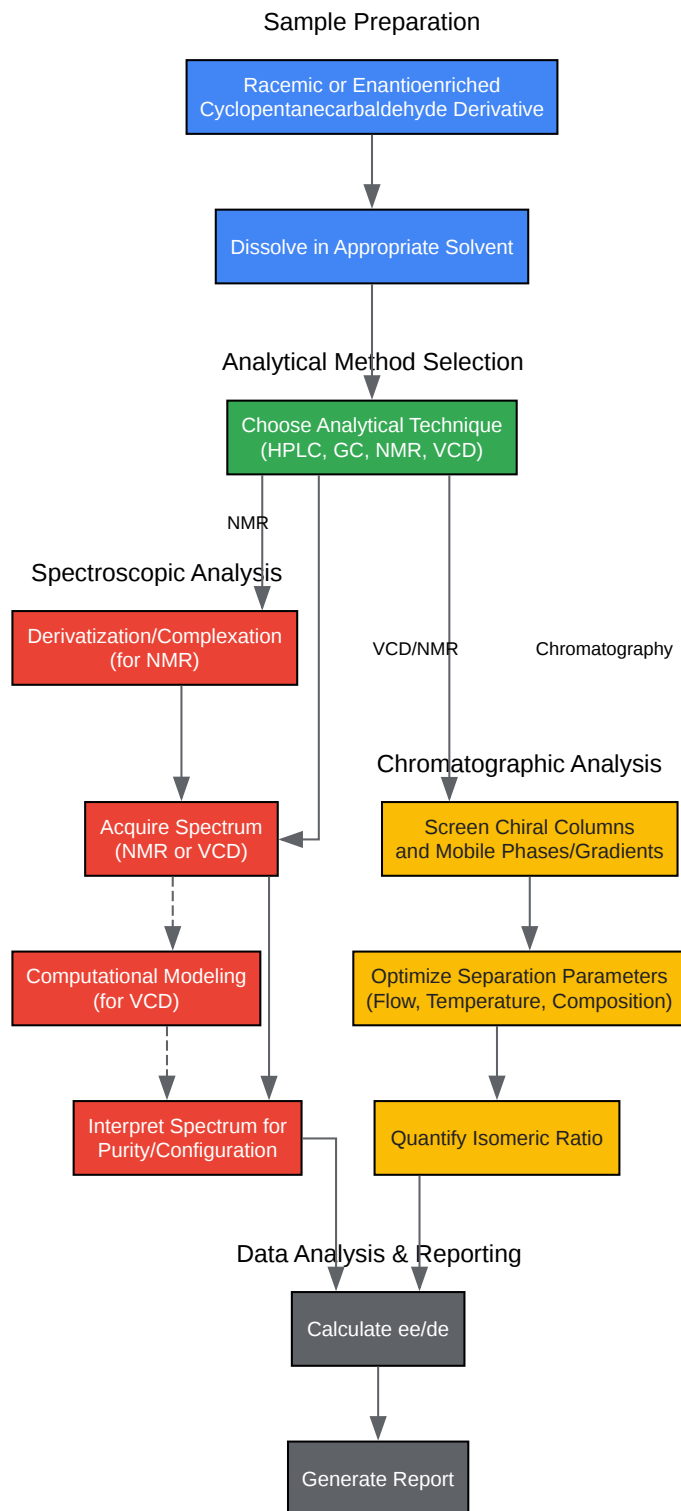 Sample Preparation
Racemic or Enantioenriched
Cyclopentanecarbaldehyde Derivative
Dissolve in Appropriate Solvent
Analytical Method Selection
Choose Analytical Technique
(HPLC, GC, NMR, VCD)
NMR
Spectroscopic Analysis
Derivatization/Complexation
(for NMR)
VCD/NMR
Chromatography
Chromatographic Analysis
Acquire Spectrum
(NMR or VCD)
Screen Chiral Columns
and Mobile Phases/Gradients
Computational Modeling
(for VCD)
Optimize Separation Parameters
(Flow, Temperature, Composition)
Interpret Spectrum for
Purity/Configuration
Quantify Isomeric Ratio
Data Analysis & Reporting
Calculate ee/de
Generate Report